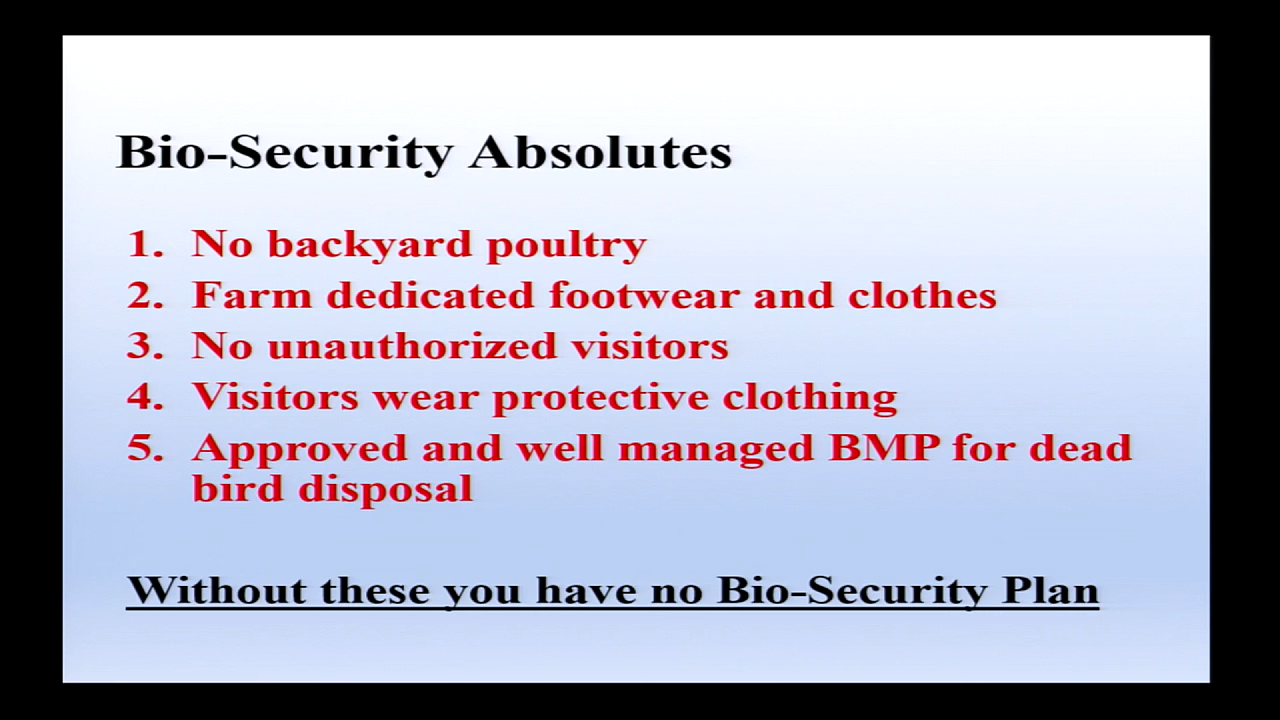 Bio-Security Absolutes
1. No backyard poultry
2. Farm dedicated footwear and clothes
3. No unauthorized visitors
4. Visitors wear protective clothing
5. Approved and well managed BMP for dead
bird disposal
Without these you have no Bio-Security Plan